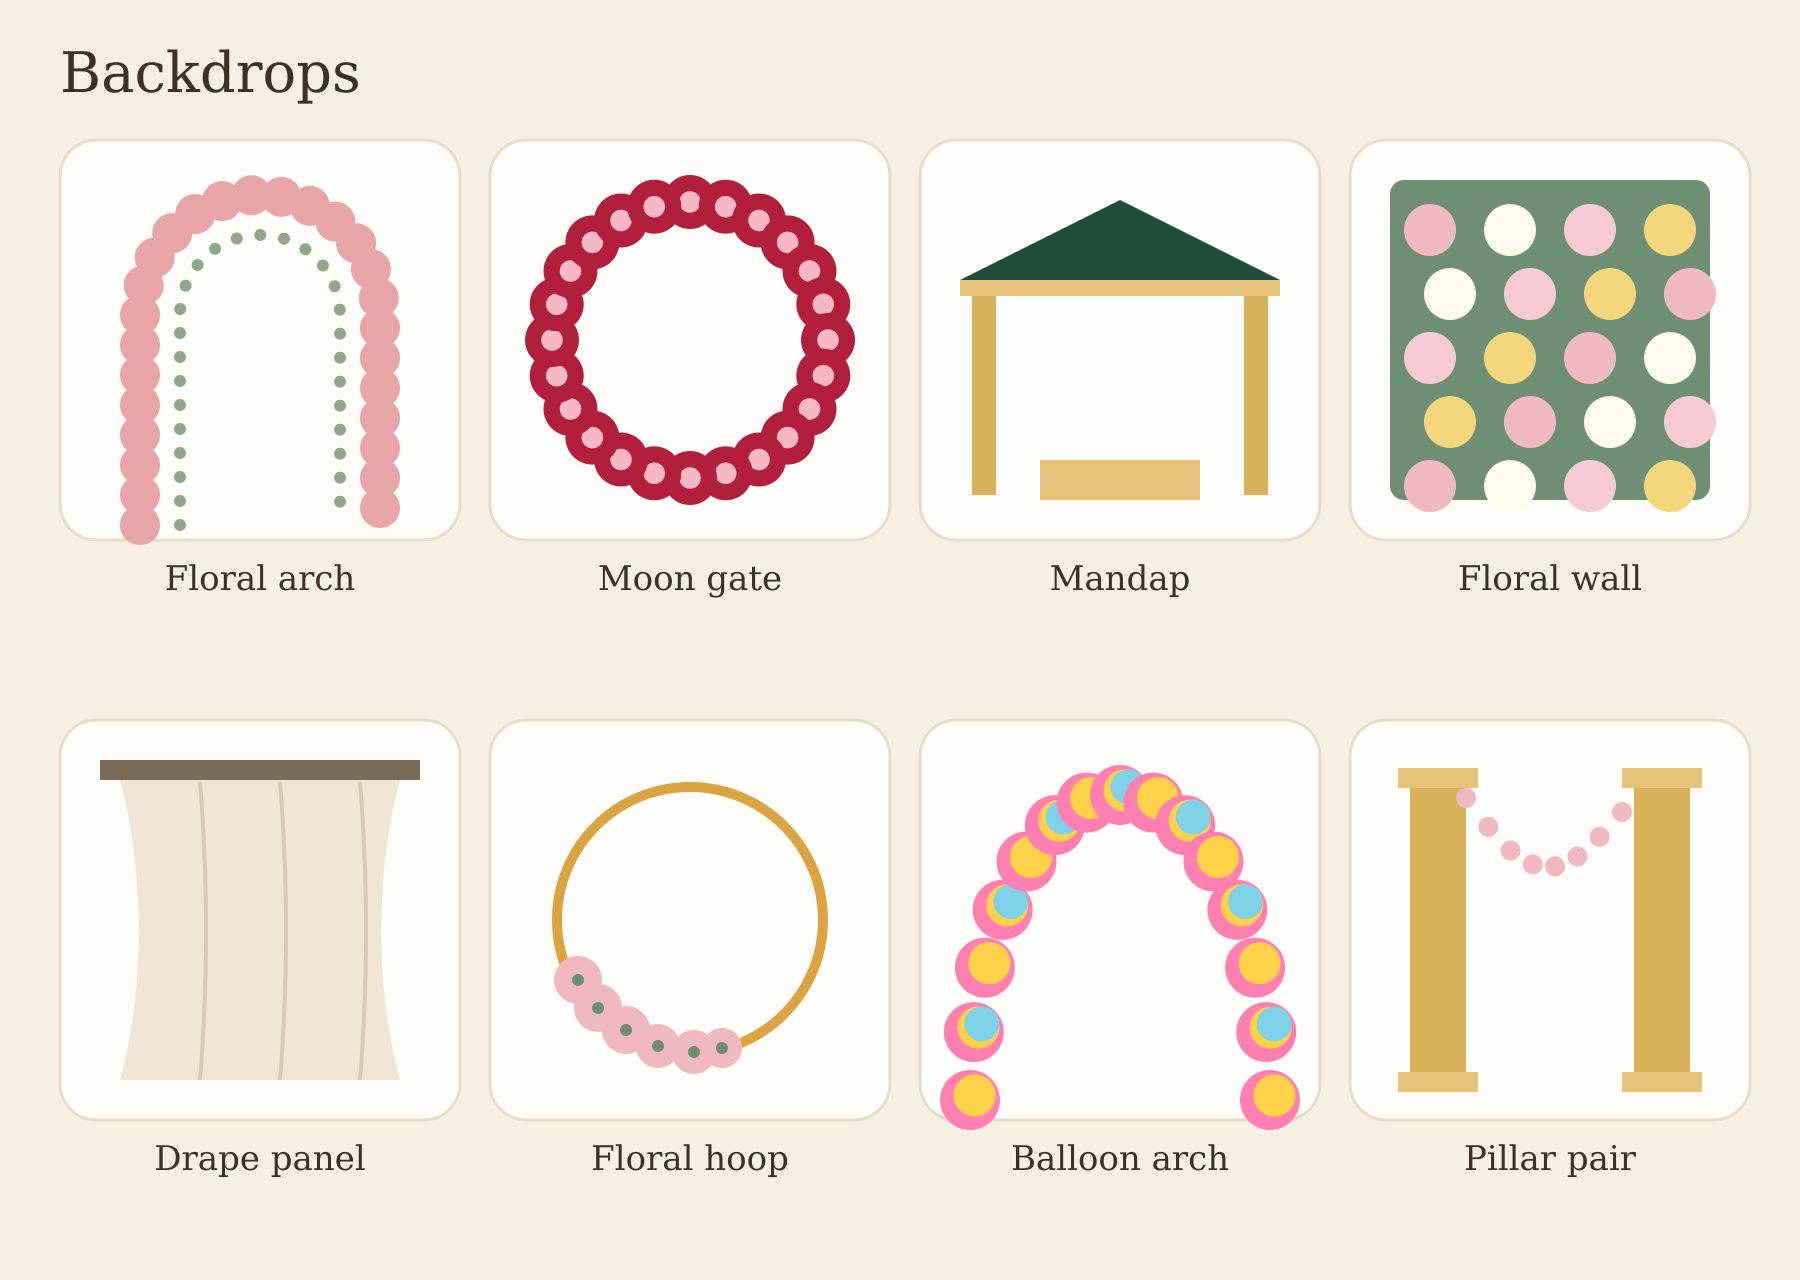 Backdrops
Floral arch
Moon gate
Mandap
Floral wall
Drape panel
Floral hoop
Balloon arch
Pillar pair